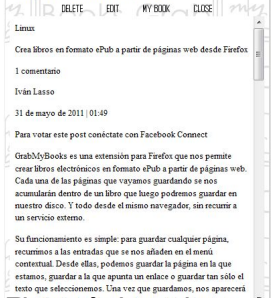 DELETE EDIT MY BOOK CLOSE
Linux
Crea libros en formato ePub a partir de páginas web desde Firefox
1 comentario
Iván Lasso
31 de mayo de 2011 | 01:49
Para votar este post conéctate con Facebook Connect
GrabMyBooks es una extensión para Firefox que nos permite
crear libros electrónicos en formato ePub a partir de páginas web.
Cada una de las páginas que vayamos guardando se nos
acumularán dentro de un libro que luego podremos guardar en
nuestro disco. Y todo desde el mismo navegador, sin recurrir a
un servicio externo.
Su funcionamiento es simple: para guardar cualquier página,
recurrimos a las entradas que se nos añaden en el menú
contextual. Desde ellas, podemos guardar la página en la que
estamos, guardar a la que apunta un enlace o guardar tan sólo el
texto que seleccionemos. Una vez que guardamos, nos aparecerá